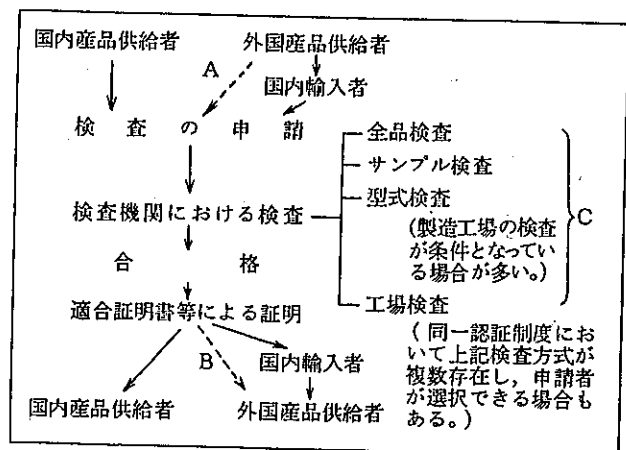 国内産品供給者 外国産品供給者
A
国内輸入者
検査の申請
全品検査
サンプル検査
検査機関における検査
型式検査
(製造工場の検査
が条件となってい
る場合が多い。)
C
合格
工場検査
適合証明書等による証明
(同一認証制度にお
いて上記検査方式が
複数存在し,申請者
が選択できる場合も
ある。)
B
国内輸入者
国内産品供給者 外国産品供給者